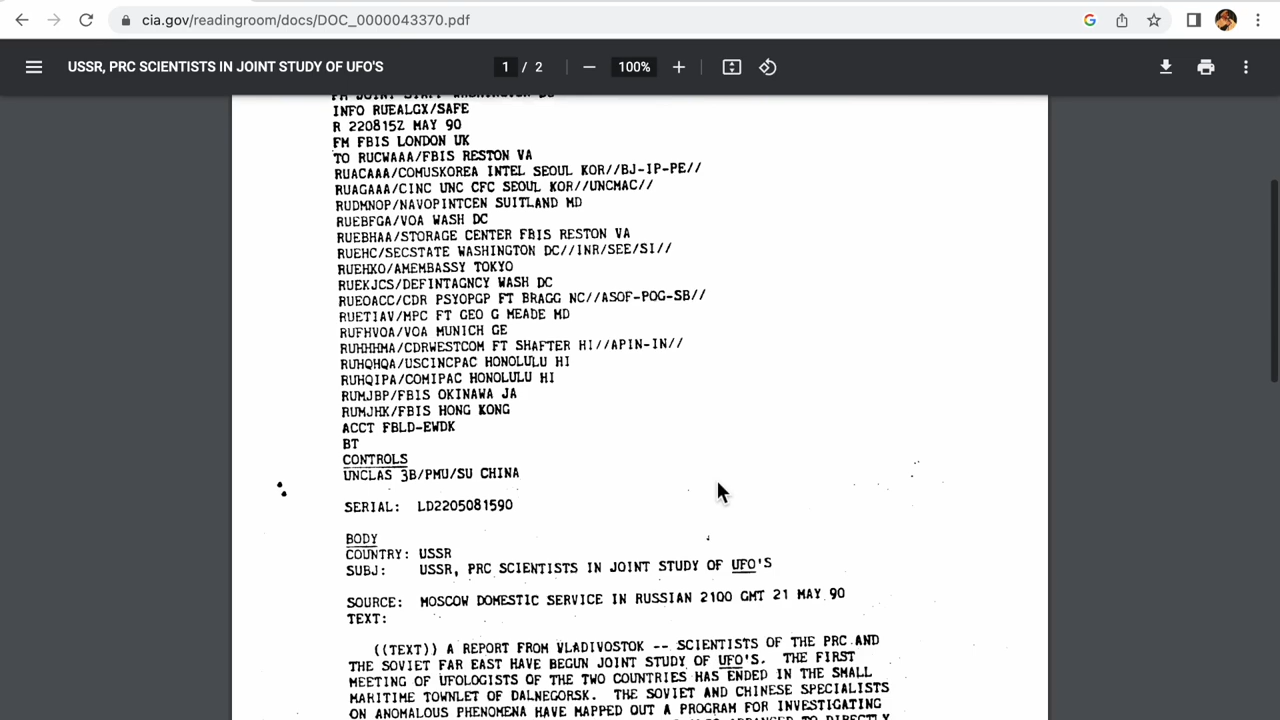 cia.gov/readingroom/docs/DOC_0000043370.pdf
USSR, PRC SCIENTISTS IN JOINT STUDY OF UFO'S
1 / 2
100%
FM JOINT STAFF WASHINGTON DC
INFO RUEALGX/SAFE
R 220815Z MAY 90
FM FBIS LONDON UK
TO RUCWAAA/FBIS RESTON VA
RUACAAA/COMUSKOREA INTEL SEOUL KOR//BJ-IP-PE//
RUAGAAA/CINC UNC CFC SEOUL KOR//UNCMAC//
RUDMNOP/NAVOPINTCEN SUITLAND MD
RUEBFGA/VOA WASH DC
RUEBHAA/STORAGE CENTER FBIS RESTON VA
RUEHC/SECSTATE WASHINGTON DC//INR/SEE/SI//
RUEHKO/AMEMBASSY TOKYO
RUEKJCS/DEFINTAGNCY WASH DC
RUEOACC/CDR PSYOPGP FT BRAGG NC//ASOF-POG-SB//
RUETIAV/MPC FT GEO G MEADE MD
RUFHVOA/VOA MUNICH GE
RUHHHMA/CDRWESTCOM FT SHAFTER HI//APIN-IN//
RUHQHQA/USCINCPAC HONOLULU HI
RUHQIPA/COMIPAC HONOLULU HI
RUMJBP/FBIS OKINAWA JA
RUMJHK/FBIS HONG KONG
ACCT FBLD-EWDK
BT
CONTROLS
UNCLAS 3B/PMU/SU CHINA
SERIAL: LD2205081590
BODY
COUNTRY: USSR
SUBJ: USSR, PRC SCIENTISTS IN JOINT STUDY OF UFO'S
SOURCE: MOSCOW DOMESTIC SERVICE IN RUSSIAN 2100 GMT 21 MAY 90
TEXT:
((TEXT)) A REPORT FROM VLADIVOSTOK -- SCIENTISTS OF THE PRC AND
THE SOVIET FAR EAST HAVE BEGUN JOINT STUDY OF UFO'S. THE FIRST
MEETING OF UFOLOGISTS OF THE TWO COUNTRIES HAS ENDED IN THE SMALL
MARITIME TOWNLET OF DALNEGORSK. THE SOVIET AND CHINESE SPECIALISTS
ON ANOMALOUS PHENOMENA HAVE MAPPED OUT A PROGRAM FOR INVESTIGATING